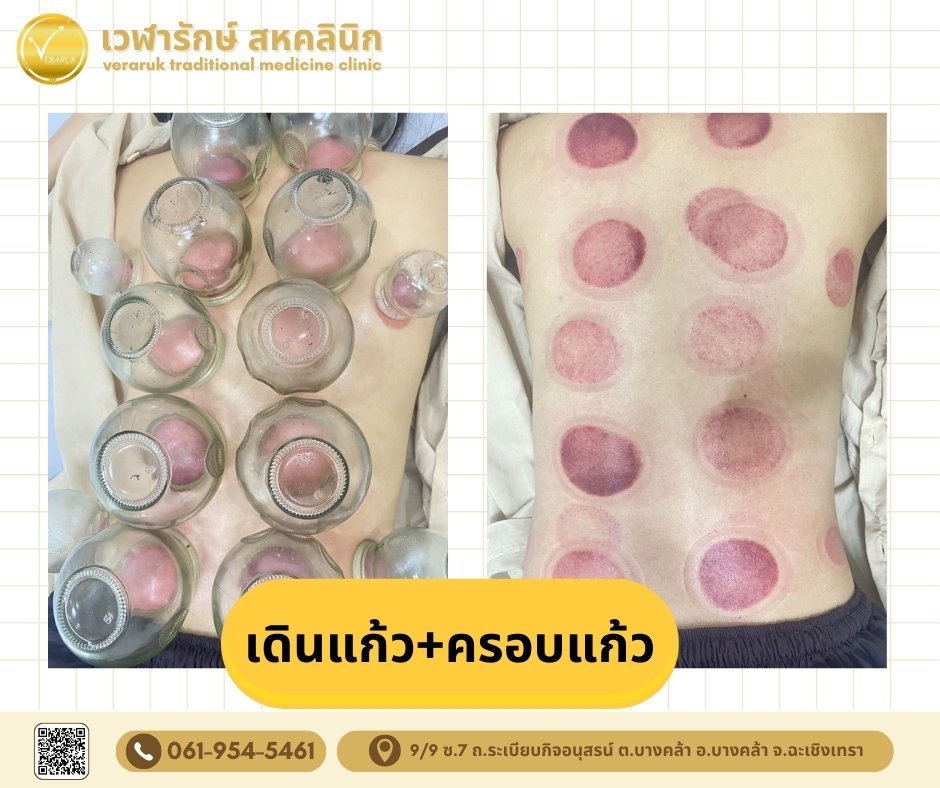 เวฬารักษ์ สหคลินิก
veraruk traditional medicine clinic
VERARUK
เดินแก้ว+ครอบแก้ว
061-954-5461
9/9 ซ.7 ถ.ระเบียบกิจอนุสรณ์ ต.บางคล้า อ.บางคล้า จ.ฉะเชิงเทรา